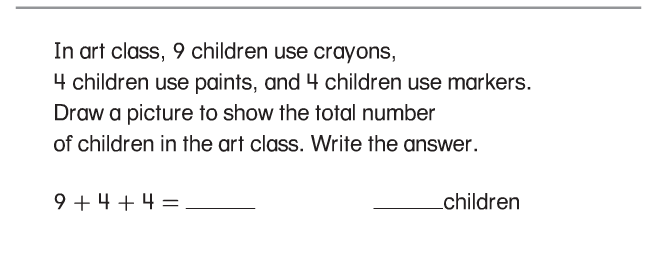 In art class, 9 children use crayons,
4 children use paints, and 4 children use markers.
Draw a picture to show the total number
of children in the art class. Write the answer.
9 + 4 + 4 = ______ ______children